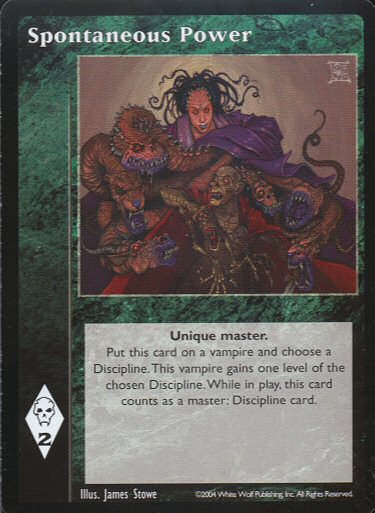 Spontaneous Power
Unique master.
Put this card on a vampire and choose a
Discipline. This vampire gains one level of the
chosen Discipline. While in play, this card
counts as a master: Discipline card.
2
Illus. James Stowe
©2004 White Wolf Publishing, Inc. All Rights Reserved.